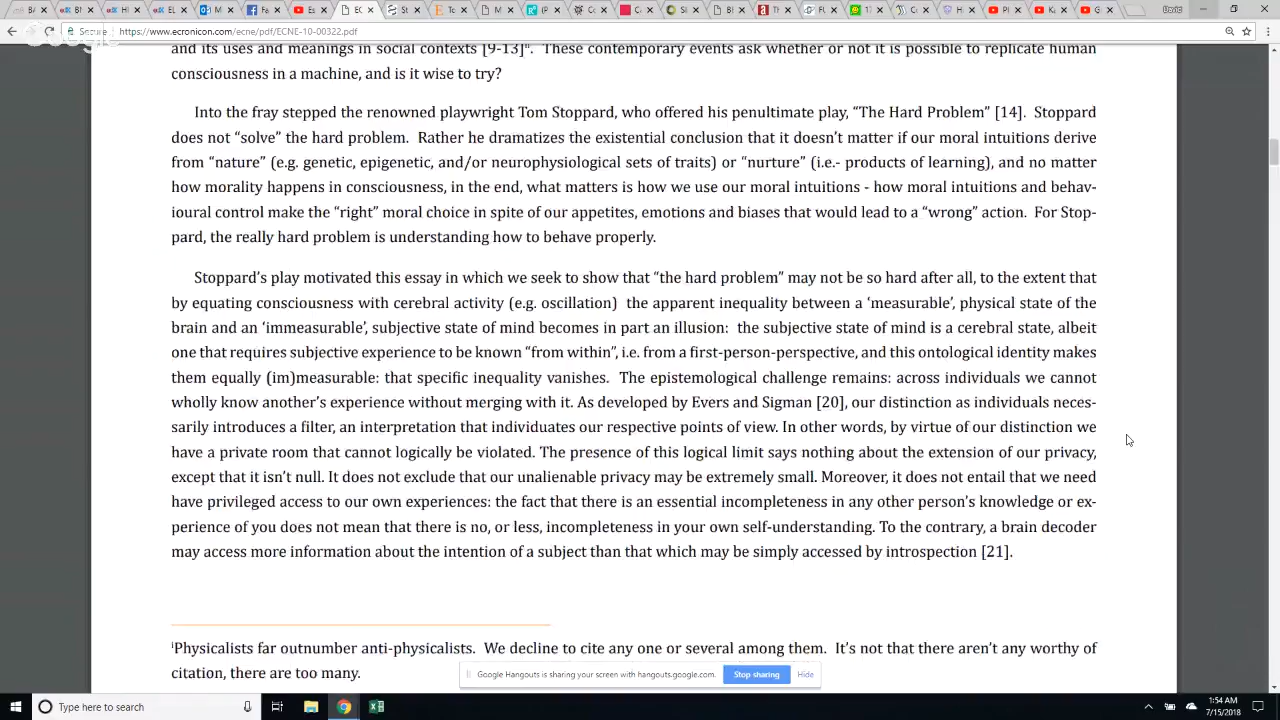 Secure
https://www.ecronicon.com/ecne/pdf/ECNE-10-00322.pdf
and its uses and meanings in social contexts [9-13]ⁱⁱ. These contemporary events ask whether or not it is possible to replicate human
consciousness in a machine, and is it wise to try?
Into the fray stepped the renowned playwright Tom Stoppard, who offered his penultimate play, “The Hard Problem” [14]. Stoppard
does not “solve” the hard problem. Rather he dramatizes the existential conclusion that it doesn’t matter if our moral intuitions derive
from “nature” (e.g. genetic, epigenetic, and/or neurophysiological sets of traits) or “nurture” (i.e.- products of learning), and no matter
how morality happens in consciousness, in the end, what matters is how we use our moral intuitions - how moral intuitions and behav-
ioural control make the “right” moral choice in spite of our appetites, emotions and biases that would lead to a “wrong” action. For Stop-
pard, the really hard problem is understanding how to behave properly.
Stoppard’s play motivated this essay in which we seek to show that “the hard problem” may not be so hard after all, to the extent that
by equating consciousness with cerebral activity (e.g. oscillation) the apparent inequality between a ‘measurable’, physical state of the
brain and an ‘immeasurable’, subjective state of mind becomes in part an illusion: the subjective state of mind is a cerebral state, albeit
one that requires subjective experience to be known “from within”, i.e. from a first-person-perspective, and this ontological identity makes
them equally (im)measurable: that specific inequality vanishes. The epistemological challenge remains: across individuals we cannot
wholly know another’s experience without merging with it. As developed by Evers and Sigman [20], our distinction as individuals neces-
sarily introduces a filter, an interpretation that individuates our respective points of view. In other words, by virtue of our distinction we
have a private room that cannot logically be violated. The presence of this logical limit says nothing about the extension of our privacy,
except that it isn’t null. It does not exclude that our unalienable privacy may be extremely small. Moreover, it does not entail that we need
have privileged access to our own experiences: the fact that there is an essential incompleteness in any other person’s knowledge or ex-
perience of you does not mean that there is no, or less, incompleteness in your own self-understanding. To the contrary, a brain decoder
may access more information about the intention of a subject than that which may be simply accessed by introspection [21].
ⁱPhysicalists far outnumber anti-physicalists. We decline to cite any one or several among them. It’s not that there aren’t any worthy of
citation, there are too many.
Google Hangouts is sharing your screen with hangouts.google.com.
Stop sharing
Hide
Type here to search
1:54 AM
7/15/2018